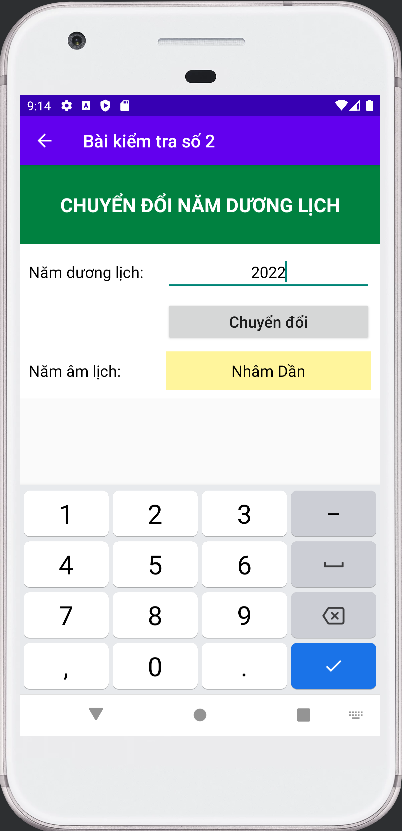 9:14
Bài kiểm tra số 2
CHUYỂN ĐỔI NĂM DƯƠNG LỊCH
Năm dương lịch: 2022
Chuyển đổi
Năm âm lịch: Nhâm Dần
1 2 3 −
4 5 6
7 8 9
, 0 .